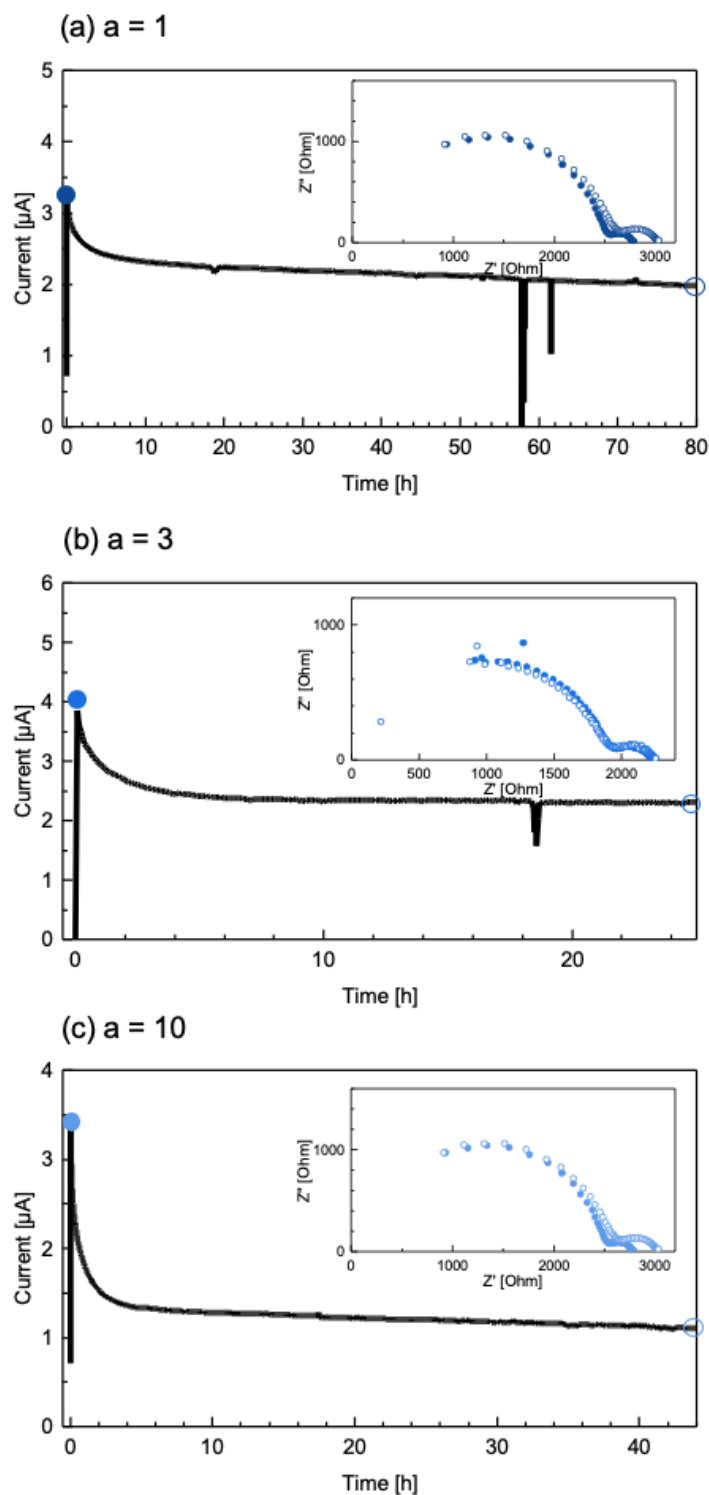 (a) a = 1
5
4
3
2
1
0
Current [µA]
0 10 20 30 40 50 60 70 80
Time [h]
1000
0
Z'' [Ohm]
0 1000 2000 3000
Z' [Ohm]
(b) a = 3
6
5
4
3
2
1
0
Current [µA]
0 10 20
Time [h]
1000
0
Z'' [Ohm]
0 500 1000 1500 2000
Z' [Ohm]
(c) a = 10
4
3
2
1
0
Current [µA]
0 10 20 30 40
Time [h]
1000
0
Z'' [Ohm]
0 1000 2000 3000
Z' [Ohm]